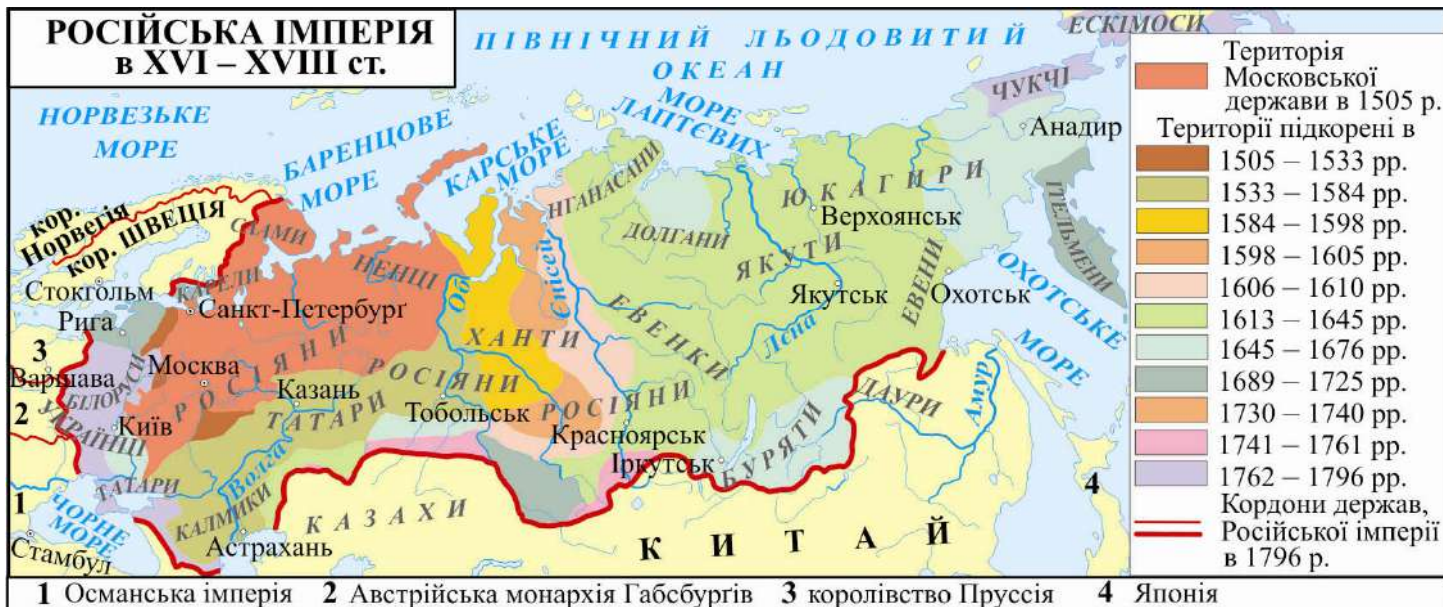 РОСІЙСЬКА ІМПЕРІЯ
в XVI – XVIII ст.
ПІВНІЧНИЙ ЛЬОДОВИТИЙ
ОКЕАН
НОРВЕЗЬКЕ
МОРЕ
БАРЕНЦОВЕ
МОРЕ
КАРСЬКЕ
МОРЕ
МОРЕ
ЛАПТЄВИХ
ЕСКІМОСИ
ЧУКЧІ
Анадир
кор.
Норвегія
кор. ШВЕЦІЯ
СААМИ
НЕНЦІ
НГАНАСАНИ
ДОЛГАНИ
ЮКАГИРИ
Верхоянськ
ЯКУТИ
ІТЕЛЬМЕНИ
Стокгольм
КАРЕЛИ
Санкт-Петербурґ
Об
Єнісей
Якутськ
ЕВЕНИ
Охотськ
ОХОТСЬКЕ
МОРЕ
Рига
ХАНТИ
ЕВЕНКИ
Лена
3
Варшава
БІЛОРУСИ
Москва
РОСІЯНИ
Казань
РОСІЯНИ
Тобольськ
РОСІЯНИ
ДАУРИ
Амур
2
УКРАЇНЦІ
Київ
ТАТАРИ
Красноярськ
Іркутськ
БУРЯТИ
1
ТАТАРИ
Волга
КАЛМИКИ
КАЗАХИ
4
ЧОРНЕ
МОРЕ
Стамбул
Астрахань
КИТАЙ
Територія
Московської
держави в 1505 р.
Території підкорені в
1505 – 1533 рр.
1533 – 1584 рр.
1584 – 1598 рр.
1598 – 1605 рр.
1606 – 1610 рр.
1613 – 1645 рр.
1645 – 1676 рр.
1689 – 1725 рр.
1730 – 1740 рр.
1741 – 1761 рр.
1762 – 1796 рр.
Кордони держав,
Російської імперії
в 1796 р.
1 Османська імперія 2 Австрійська монархія Габсбурґів 3 королівство Пруссія 4 Японія